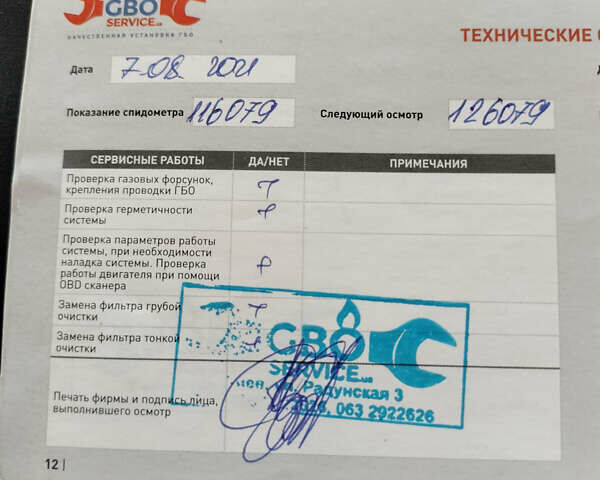 GBO
SERVICE.ua
КАЧЕСТВЕННАЯ УСТАНОВКА ГБО
ТЕХНИЧЕСКИЕ
Дата 7.08. 2021
Показание спидометра 116079 Следующий осмотр 126079
СЕРВИСНЫЕ РАБОТЫ ДА/НЕТ ПРИМЕЧАНИЯ
Проверка газовых форсунок,
крепления проводки ГБО
Проверка герметичности
системы
Проверка параметров работы
системы, при необходимости
наладка системы. Проверка
работы двигателя при помощи
OBD сканера
Замена фильтра грубой
очистки
Замена фильтра тонкой
очистки
GBO
SERVICE.ua
ул. Радунская 3
063 2922626
Печать фирмы и подпись лица,
выполнившего осмотр
12 |